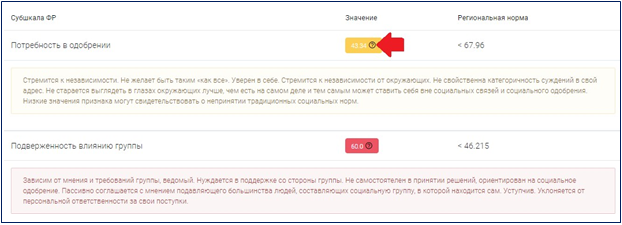 Субшкала ФР Значение Региональная норма
Потребность в одобрении < 67.96
Стремится к независимости. Не желает быть таким «как все». Уверен в себе. Стремится к независимости от окружающих. Не свойственна категоричность суждений в свой
адрес. Не старается выглядеть в глазах окружающих лучше, чем есть на самом деле и тем самым может ставить себя вне социальных связей и социального одобрения.
Низкие значения признака могут свидетельствовать о непринятии традиционных социальных норм.
Подверженность влиянию группы 60.0 < 46.215
Зависим от мнения и требований группы, ведомый. Нуждается в поддержке со стороны группы. Не самостоятелен в принятии решений, ориентирован на социальное
одобрение. Пассивно соглашается с мнением подавляющего большинства людей, составляющих социальную группу, в которой находится сам. Уступчив. Уклоняется от
персональной ответственности за свои поступки.